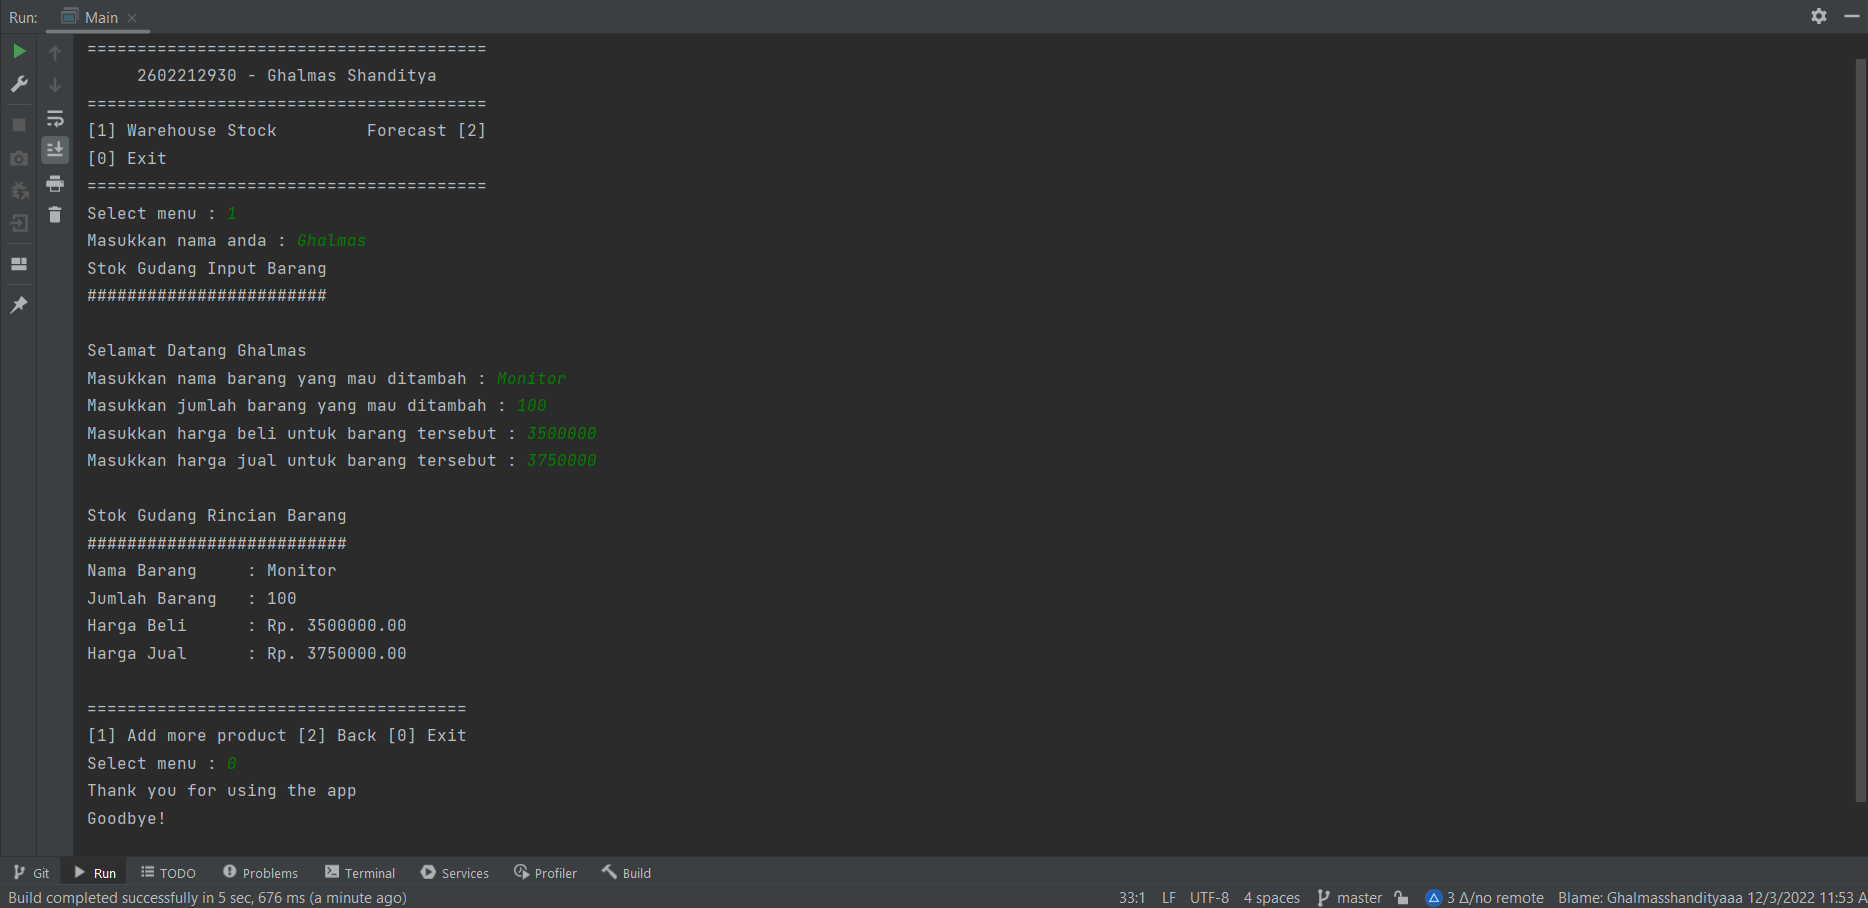 Run: Main
========================================
2602212930 - Ghalmas Shanditya
========================================
[1] Warehouse Stock         Forecast [2]
[0] Exit
========================================
Select menu : 1
Masukkan nama anda : Ghalmas
Stok Gudang Input Barang
########################
Selamat Datang Ghalmas
Masukkan nama barang yang mau ditambah : Monitor
Masukkan jumlah barang yang mau ditambah : 100
Masukkan harga beli untuk barang tersebut : 3500000
Masukkan harga jual untuk barang tersebut : 3750000
Stok Gudang Rincian Barang
##########################
Nama Barang     : Monitor
Jumlah Barang   : 100
Harga Beli      : Rp. 3500000.00
Harga Jual      : Rp. 3750000.00
======================================
[1] Add more product [2] Back [0] Exit
Select menu : 0
Thank you for using the app
Goodbye!
Git Run TODO Problems Terminal Services Profiler Build
Build completed successfully in 5 sec, 676 ms (a minute ago) 33:1 LF UTF-8 4 spaces master 3 Δ/no remote Blame: Ghalmasshandityaaa 12/3/2022 11:53 A